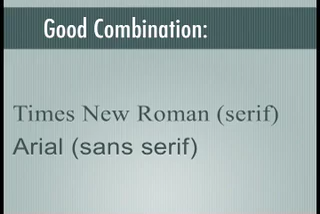 Good Combination:
Times New Roman (serif)
Arial (sans serif)